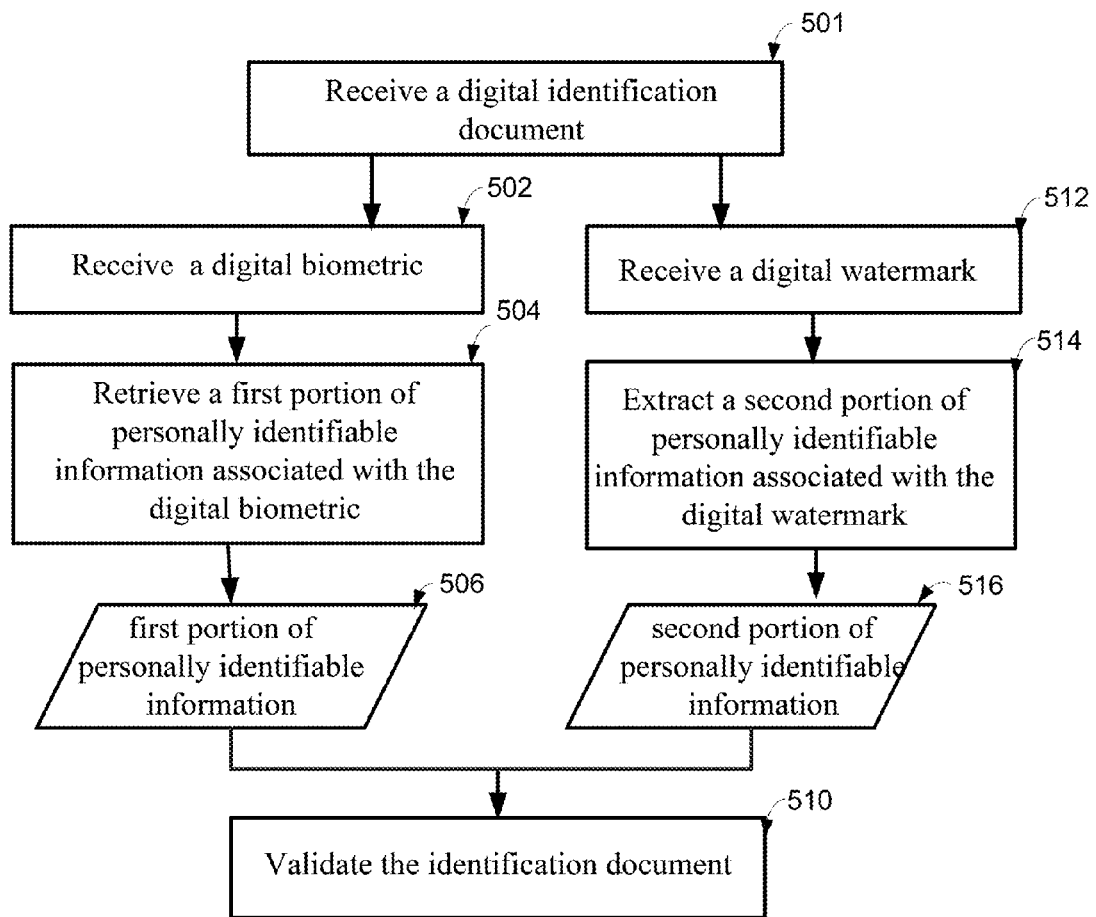 501
Receive a digital identification
document
502
Receive a digital biometric
512
Receive a digital watermark
504
Retrieve a first portion of
personally identifiable
information associated with the
digital biometric
514
Extract a second portion of
personally identifiable
information associated with the
digital watermark
506
first portion of
personally identifiable
information
516
second portion of
personally identifiable
information
510
Validate the identification document